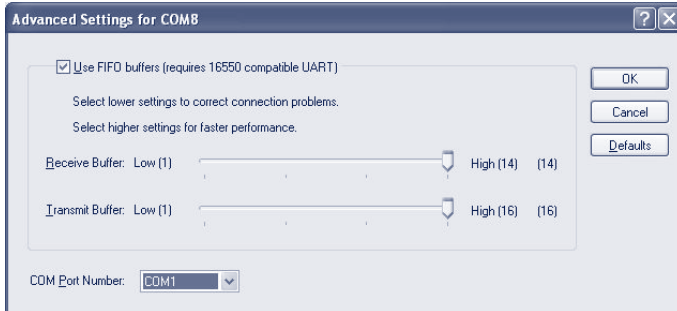 Advanced Settings for COM8
Use FIFO buffers (requires 16550 compatible UART)
OK
Select lower settings to correct connection problems.
Cancel
Select higher settings for faster performance.
Defaults
Receive Buffer: Low (1) High (14) (14)
Transmit Buffer: Low (1) High (16) (16)
COM Port Number: COM1